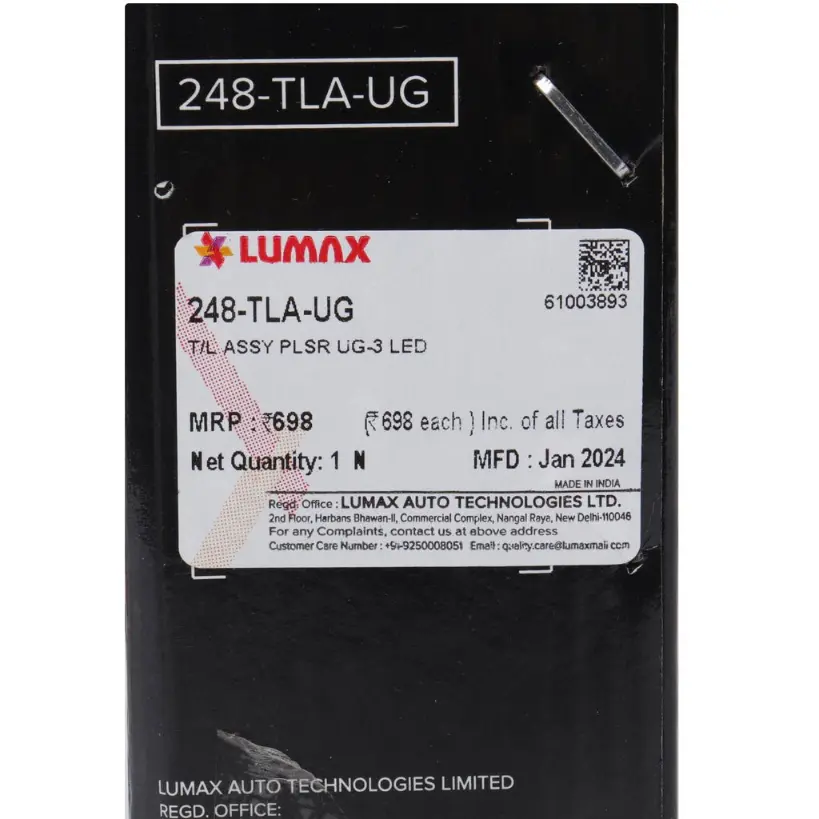 248-TLA-UG
LUMAX
61003893
248-TLA-UG
T/L ASSY PLSR UG-3 LED
MRP : ₹698 (₹ 698 each ) Inc. of all Taxes
Net Quantity: 1 N MFD : Jan 2024
MADE IN INDIA
Regd. Office : LUMAX AUTO TECHNOLOGIES LTD.
2nd Floor, Harbans Bhawan-II, Commercial Complex, Nangal Raya, New Delhi-110046
For any Complaints, contact us at above address
Customer Care Number : +91-9250008051 Email : quality.care@lumaxmail.com
LUMAX AUTO TECHNOLOGIES LIMITED
REGD. OFFICE: